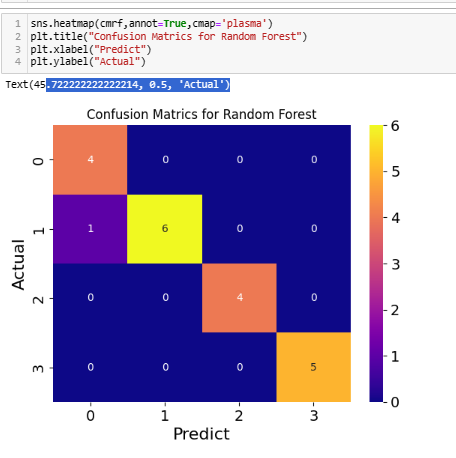 1 sns.heatmap(cmrf,annot=True,cmap='plasma')
2 plt.title("Confusion Matrics for Random Forest")
3 plt.xlabel("Predict")
4 plt.ylabel("Actual")
Text(45.722222222222214, 0.5, 'Actual')
Confusion Matrics for Random Forest
0 4 0 0 0
1 1 6 0 0
2 0 0 4 0
3 0 0 0 5
0 1 2 3
Predict
Actual
6
5
4
3
2
1
0